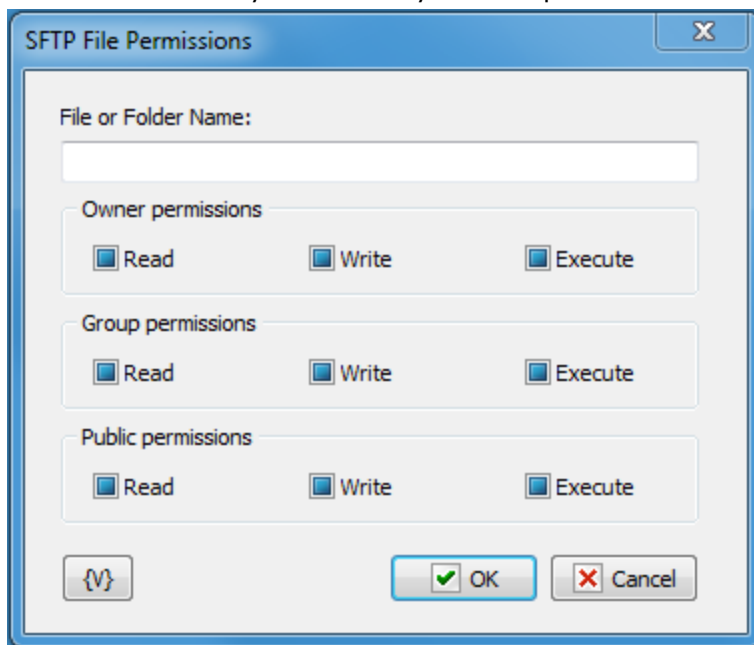 SFTP File Permissions
File or Folder Name:
Owner permissions
Read Write Execute
Group permissions
Read Write Execute
Public permissions
Read Write Execute
{V} OK Cancel